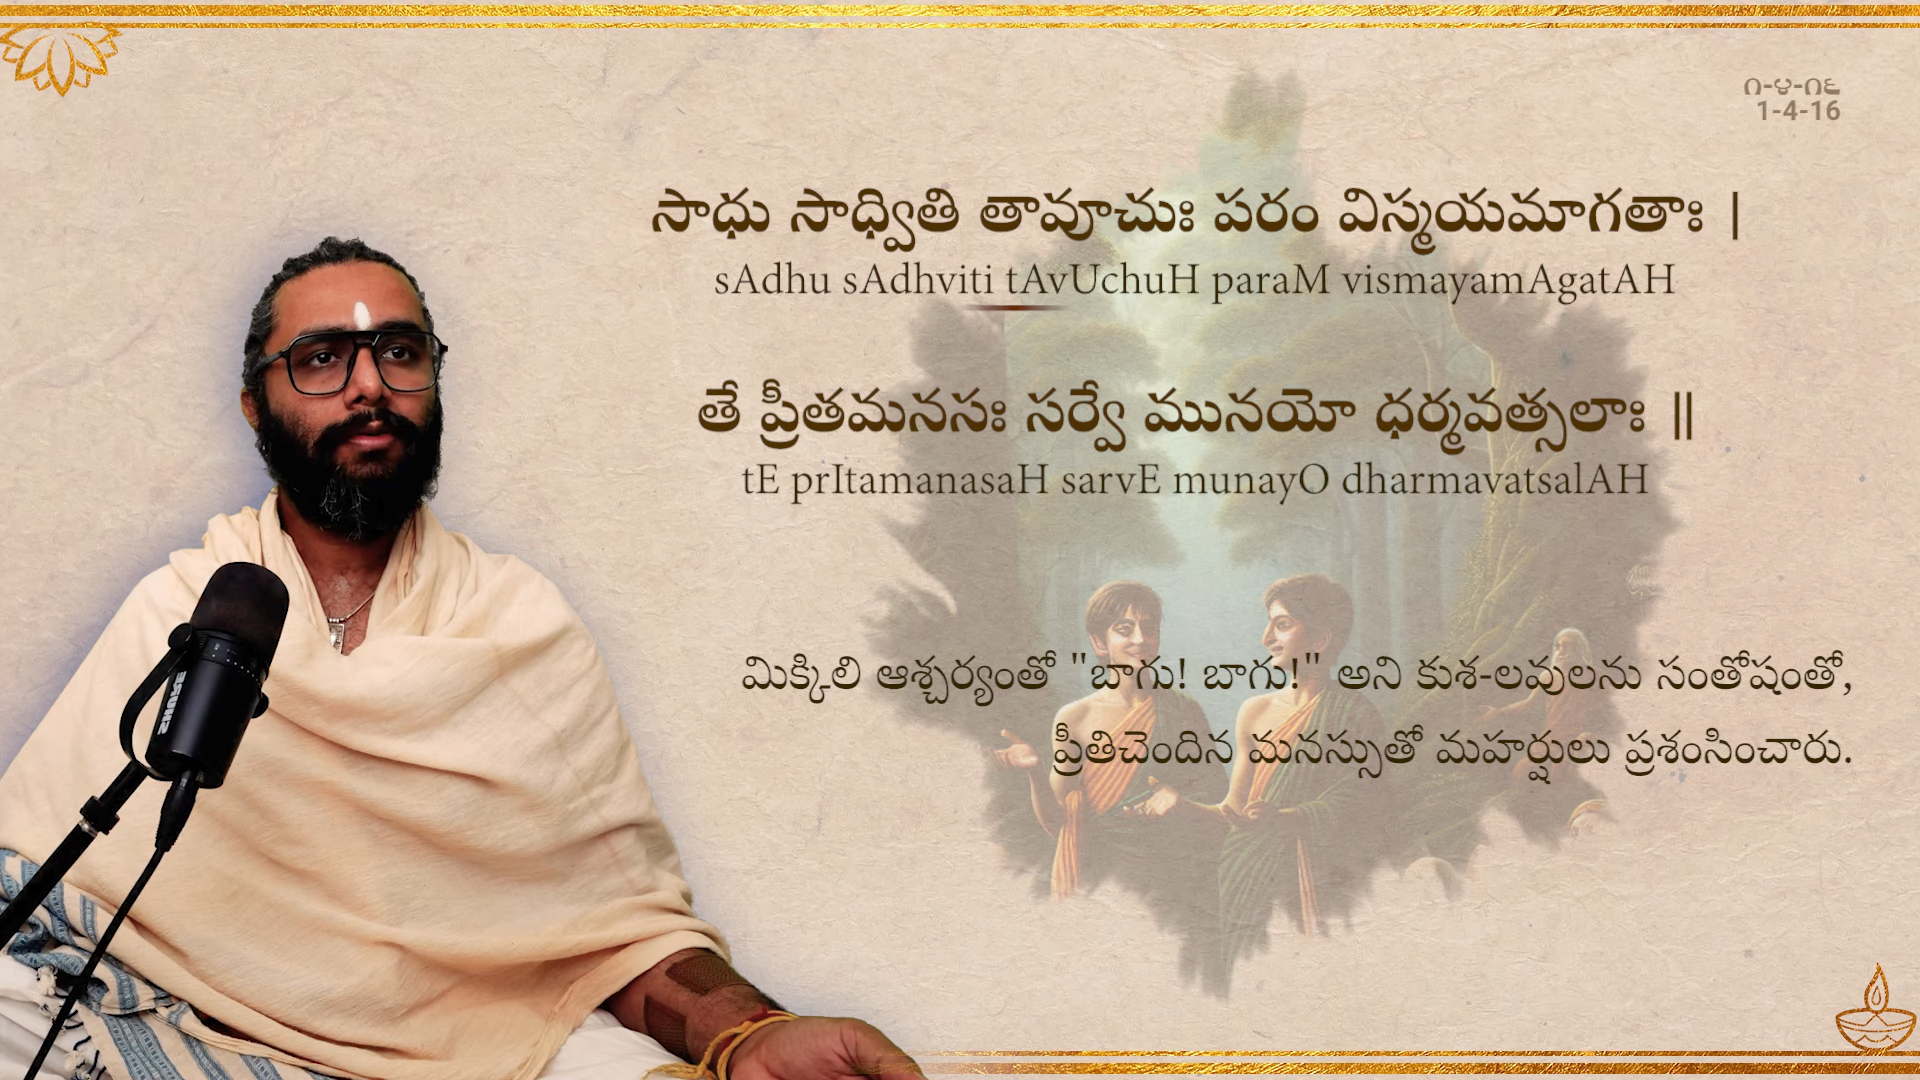 ౧-౪-౧౬
1-4-16
సాధు సాధ్వితి తావూచుః పరం విస్మయమాగతాః |
sAdhu sAdhviti tAvUchuH paraM vismayamAgatAH
తే ప్రీతమనసః సర్వే మునయో ధర్మవత్సలాః ||
tE prItamanasaH sarvE munayO dharmavatsalAH
మిక్కిలి ఆశ్చర్యంతో "బాగు! బాగు!" అని కుశ-లవులను సంతోషంతో,
ప్రీతిచెందిన మనస్సుతో మహర్షులు ప్రశంసించారు.
SHURE